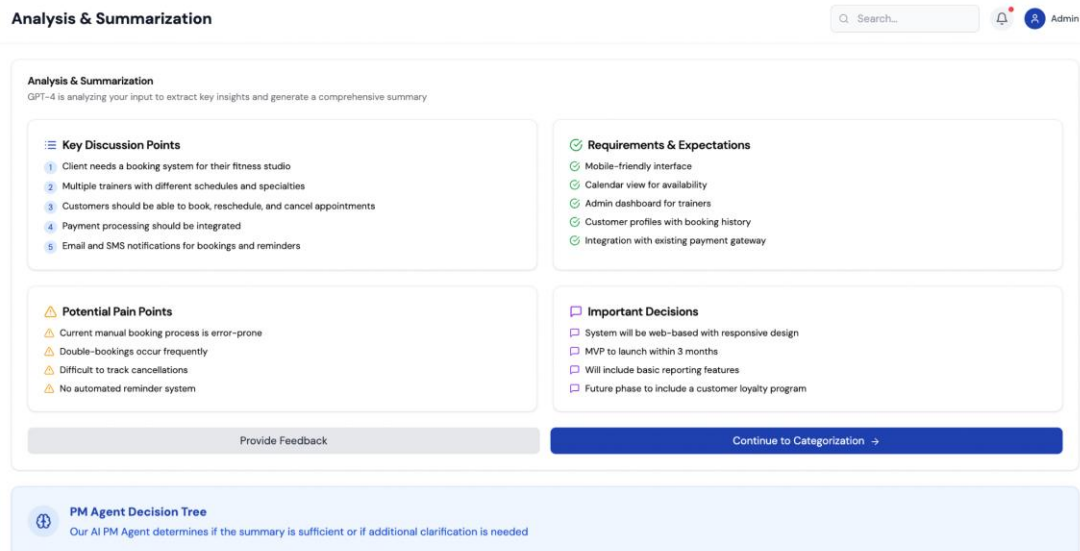 Analysis & Summarization
Search...
Admin
Analysis & Summarization
GPT-4 is analyzing your input to extract key insights and generate a comprehensive summary
Key Discussion Points
1 Client needs a booking system for their fitness studio
2 Multiple trainers with different schedules and specialties
3 Customers should be able to book, reschedule, and cancel appointments
4 Payment processing should be integrated
5 Email and SMS notifications for bookings and reminders
Requirements & Expectations
Mobile-friendly interface
Calendar view for availability
Admin dashboard for trainers
Customer profiles with booking history
Integration with existing payment gateway
Potential Pain Points
Current manual booking process is error-prone
Double-bookings occur frequently
Difficult to track cancellations
No automated reminder system
Important Decisions
System will be web-based with responsive design
MVP to launch within 3 months
Will include basic reporting features
Future phase to include a customer loyalty program
Provide Feedback
Continue to Categorization →
PM Agent Decision Tree
Our AI PM Agent determines if the summary is sufficient or if additional clarification is needed